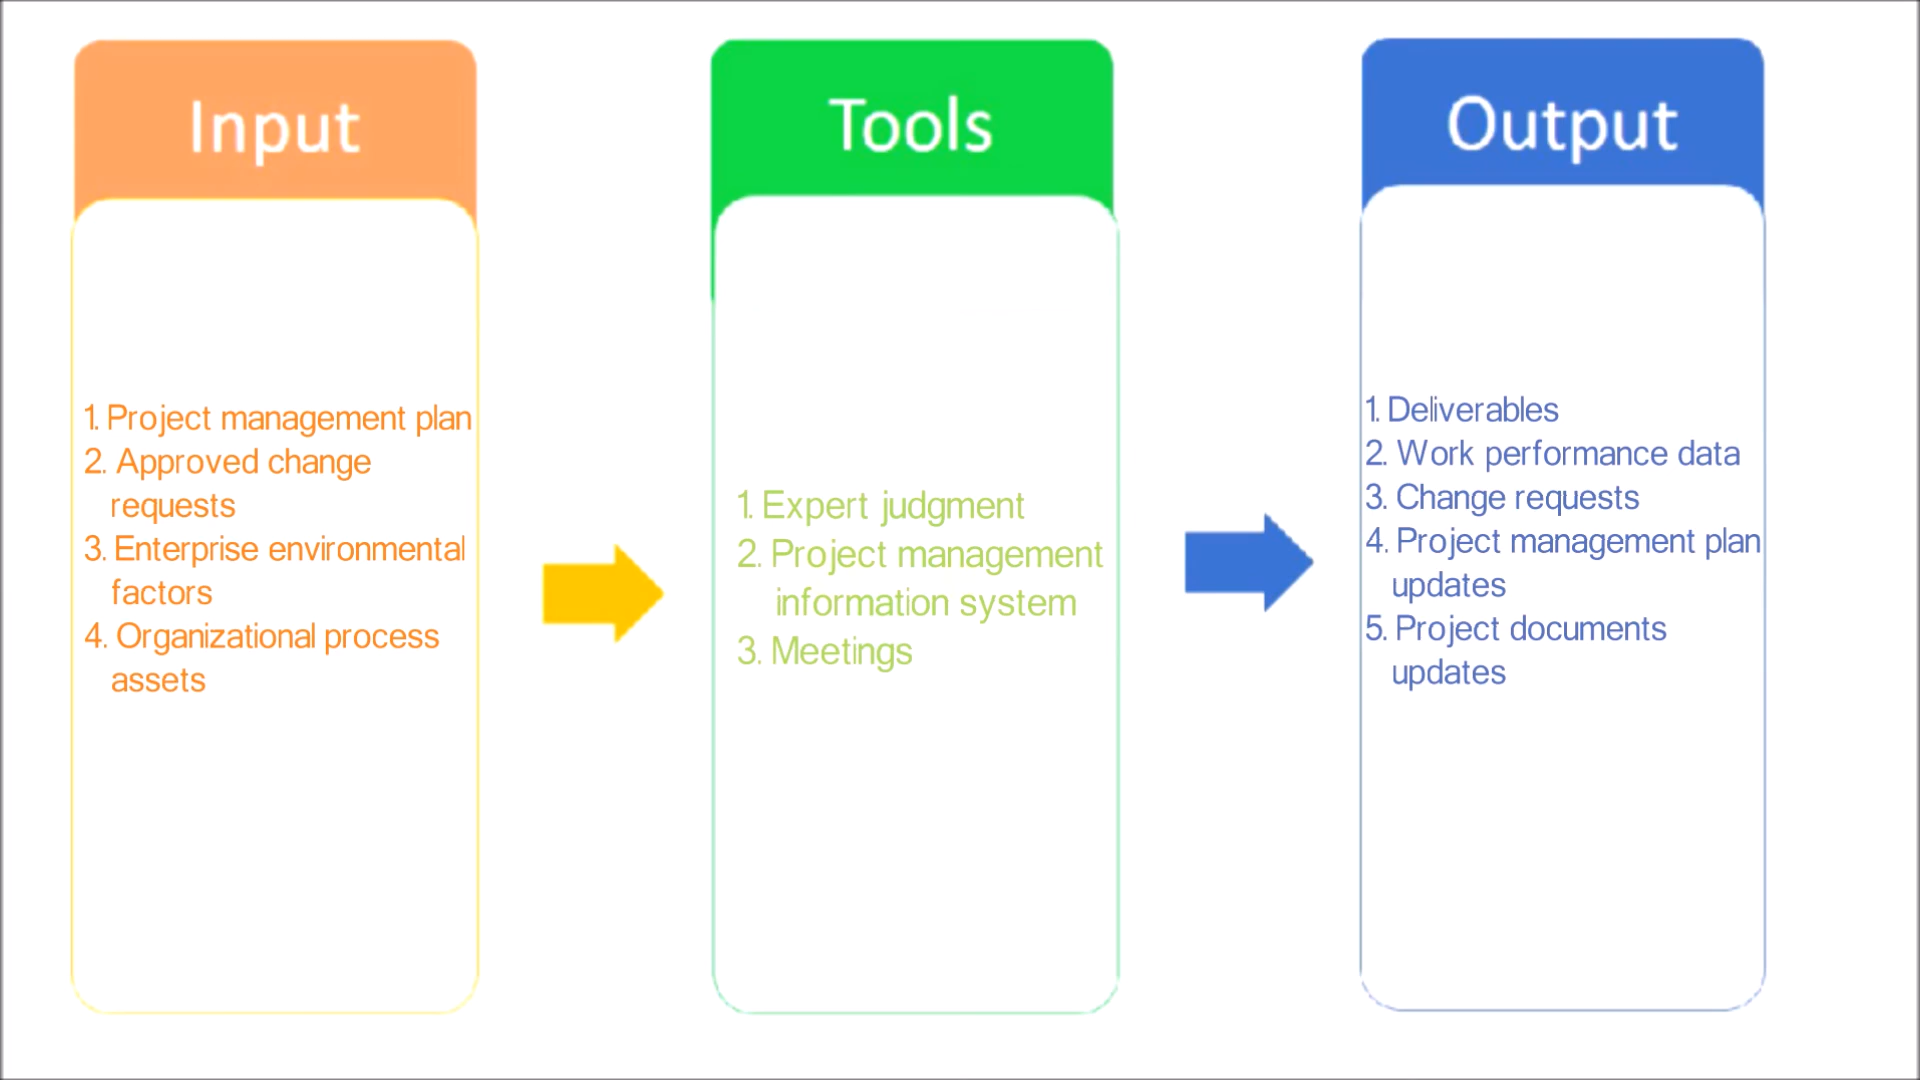 Input
1. Project management plan
2. Approved change
requests
3. Enterprise environmental
factors
4. Organizational process
assets
Tools
1. Expert judgment
2. Project management
information system
3. Meetings
Output
1. Deliverables
2. Work performance data
3. Change requests
4. Project management plan
updates
5. Project documents
updates